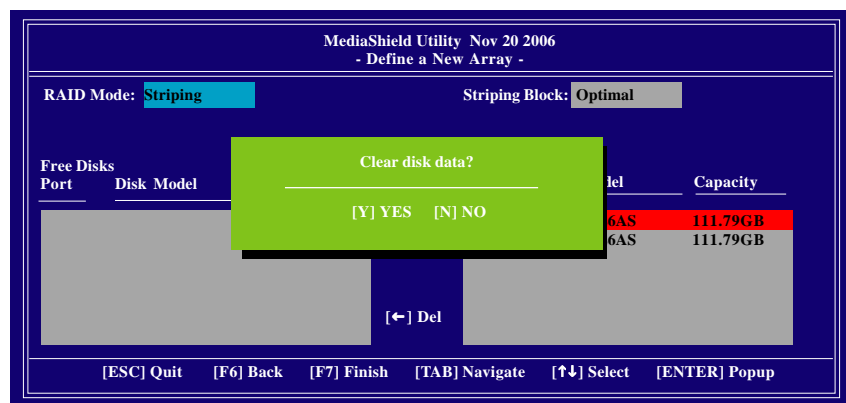 MediaShield Utility Nov 20 2006
- Define a New Array -
RAID Mode: Striping Striping Block: Optimal
Clear disk data?
[Y] YES [N] NO
Free Disks
Port Disk Model del Capacity
6AS 111.79GB
6AS 111.79GB
[←] Del
[ESC] Quit [F6] Back [F7] Finish [TAB] Navigate [↑↓] Select [ENTER] Popup